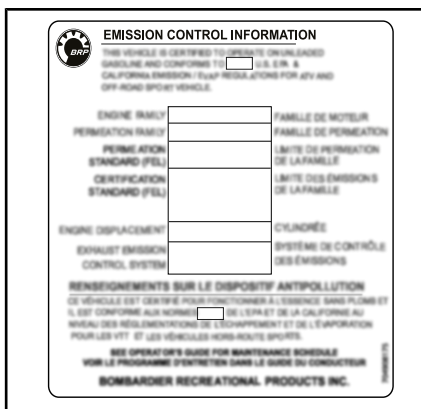 BRP
EMISSION CONTROL INFORMATION
THIS VEHICLE IS CERTIFIED TO OPERATE ON UNLEADED
GASOLINE AND CONFORMS TO U.S. EPA &
CALIFORNIA EMISSION / EVAP REGULATIONS FOR ATV AND
OFF-ROAD SPORT VEHICLE.
ENGINE FAMILY FAMILLE DE MOTEUR
PERMEATION FAMILY FAMILLE DE PERMEATION
PERMEATION LIMITE DE PERMEATION
STANDARD (FEL) DE LA FAMILLE
CERTIFICATION LIMITE DES ÉMISSIONS
STANDARD (FEL) DE LA FAMILLE
ENGINE DISPLACEMENT CYLINDRÉE
EXHAUST EMISSION SYSTÈME DE CONTRÔLE
CONTROL SYSTEM DES ÉMISSIONS
RENSEIGNEMENTS SUR LE DISPOSITIF ANTIPOLLUTION
CE VÉHICULE EST CERTIFIÉ POUR FONCTIONNER À L'ESSENCE SANS PLOMB ET
IL EST CONFORME AUX NORMES DE L'EPA ET DE LA CALIFORNIE AU
NIVEAU DES RÉGLEMENTATIONS DE L'ÉCHAPPEMENT ET DE L'ÉVAPORATION
POUR LES VTT ET LES VÉHICULES HORS-ROUTE SPORTS.
SEE OPERATOR'S GUIDE FOR MAINTENANCE SCHEDULE
VOIR LE PROGRAMME D'ENTRETIEN DANS LE GUIDE DU CONDUCTEUR
BOMBARDIER RECREATIONAL PRODUCTS INC.